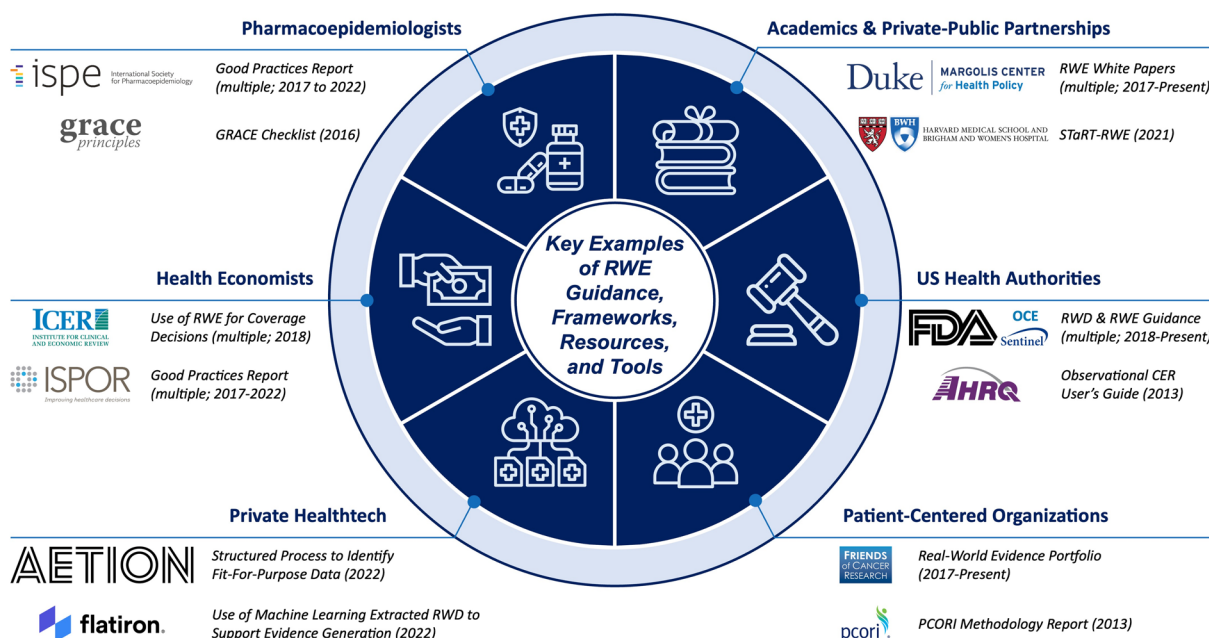 Pharmacoepidemiologists
ispe
International Society
for Pharmacoepidemiology
Good Practices Report
(multiple; 2017 to 2022)
grace
principles
GRACE Checklist (2016)
Academics & Private-Public Partnerships
Duke
MARGOLIS CENTER
for Health Policy
RWE White Papers
(multiple; 2017-Present)
BWH
HARVARD MEDICAL SCHOOL AND
BRIGHAM AND WOMEN'S HOSPITAL
STaRT-RWE (2021)
Key Examples
of RWE
Guidance,
Frameworks,
Resources,
and Tools
Health Economists
ICER
INSTITUTE FOR CLINICAL
AND ECONOMIC REVIEW
Use of RWE for Coverage
Decisions (multiple; 2018)
ISPOR
Improving healthcare decisions
Good Practices Report
(multiple; 2017-2022)
US Health Authorities
FDA
OCE
Sentinel
RWD & RWE Guidance
(multiple; 2018-Present)
AHRQ
Observational CER
User's Guide (2013)
Private Healthtech
AETION
Structured Process to Identify
Fit-For-Purpose Data (2022)
flatiron.
Use of Machine Learning Extracted RWD to
Support Evidence Generation (2022)
Patient-Centered Organizations
FRIENDS
of CANCER
RESEARCH
Real-World Evidence Portfolio
(2017-Present)
pcori
PCORI Methodology Report (2013)